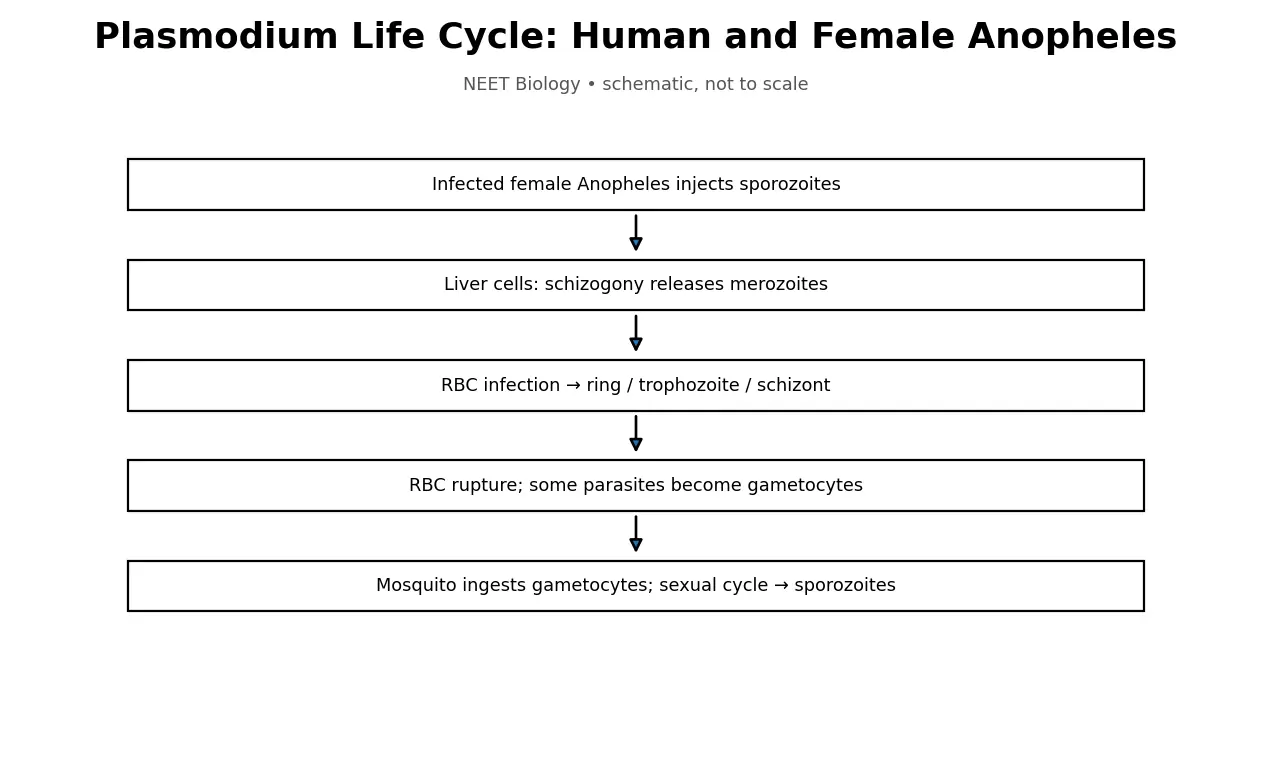 Plasmodium Life Cycle: Human and Female Anopheles
NEET Biology • schematic, not to scale
Infected female Anopheles injects sporozoites
Liver cells: schizogony releases merozoites
RBC infection → ring / trophozoite / schizont
RBC rupture; some parasites become gametocytes
Mosquito ingests gametocytes; sexual cycle → sporozoites